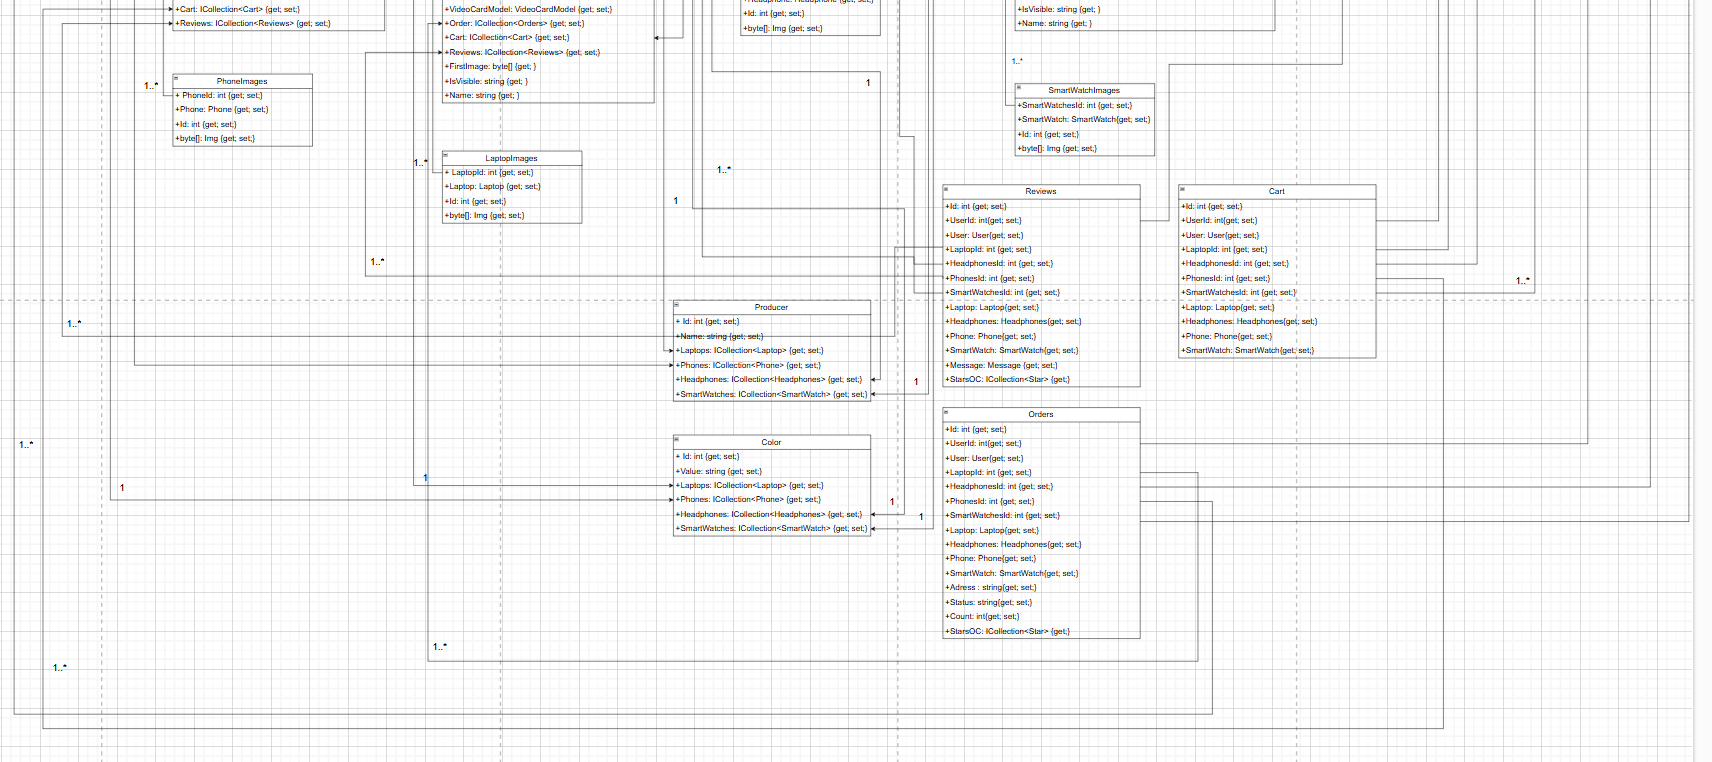 +Cart: ICollection<Cart> {get; set;}
+Reviews: ICollection<Reviews> {get; set;}
+VideoCardModel: VideoCardModel {get; set;}
+Order: ICollection<Orders> {get; set;}
+Cart: ICollection<Cart> {get; set;}
+Reviews: ICollection<Reviews> {get; set;}
+FirstImage: byte[] {get; }
+IsVisible: string {get; }
+Name: string {get; }
+Id: int {get; set;}
+byte[]: Img {get; set;}
+IsVisible: string {get; }
+Name: string {get; }
1..*
PhoneImages
+ PhoneId: int {get; set;}
+Phone: Phone {get; set;}
+Id: int {get; set;}
+byte[]: Img {get; set;}
1..*
LaptopImages
+ LaptopId: int {get; set;}
+Laptop: Laptop {get; set;}
+Id: int {get; set;}
+byte[]: Img {get; set;}
1
1..*
1
1..*
SmartWatchImages
+SmartWatchesId: int {get; set;}
+SmartWatch: SmartWatch{get; set;}
+Id: int {get; set;}
+byte[]: Img {get; set;}
Reviews
+Id: int {get; set;}
+UserId: int{get; set;}
+User: User{get; set;}
+LaptopId: int {get; set;}
+HeadphonesId: int {get; set;}
+PhonesId: int {get; set;}
+SmartWatchesId: int {get; set;}
+Laptop: Laptop{get; set;}
+Headphones: Headphones{get; set;}
+Phone: Phone{get; set;}
+SmartWatch: SmartWatch{get; set;}
+Message: Message {get; set;}
+StarsOC: ICollection<Star> {get;}
Cart
+Id: int {get; set;}
+UserId: int{get; set;}
+User: User{get; set;}
+LaptopId: int {get; set;}
+HeadphonesId: int {get; set;}
+PhonesId: int {get; set;}
+SmartWatchesId: int {get; set;}
+Laptop: Laptop{get; set;}
+Headphones: Headphones{get; set;}
+Phone: Phone{get; set;}
+SmartWatch: SmartWatch{get; set;}
1..*
1..*
1..*
Producer
+ Id: int {get; set;}
+Name: string {get; set;}
+Laptops: ICollection<Laptop> {get; set;}
+Phones: ICollection<Phone> {get; set;}
+Headphones: ICollection<Headphones> {get; set;}
+SmartWatches: ICollection<SmartWatch> {get; set;}
1
1..*
1
1
Color
+ Id: int {get; set;}
+Value: string {get; set;}
+Laptops: ICollection<Laptop> {get; set;}
+Phones: ICollection<Phone> {get; set;}
+Headphones: ICollection<Headphones> {get; set;}
+SmartWatches: ICollection<SmartWatch> {get; set;}
1
1
Orders
+Id: int {get; set;}
+UserId: int{get; set;}
+User: User{get; set;}
+LaptopId: int {get; set;}
+HeadphonesId: int {get; set;}
+PhonesId: int {get; set;}
+SmartWatchesId: int {get; set;}
+Laptop: Laptop{get; set;}
+Headphones: Headphones{get; set;}
+Phone: Phone{get; set;}
+SmartWatch: SmartWatch{get; set;}
+Adress : string{get; set;}
+Status: string{get; set;}
+Count: int{get; set;}
+StarsOC: ICollection<Star> {get;}
1..*
1..*